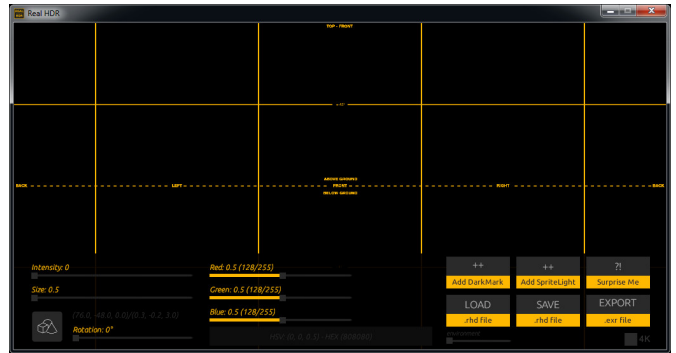 Real HDR
TOP - FRONT
+45°
ABOVE GROUND
BACK LEFT FRONT RIGHT BACK
BELOW GROUND
Intensity: 0
Red: 0.5 (128/255)
++ ++ ?!
Add DarkMark Add SpriteLight Surprise Me
Size: 0.5
Green: 0.5 (128/255)
LOAD SAVE EXPORT
.rhd file .rhd file .exr file
Blue: 0.5 (128/255)
Rotation: 0°
4K